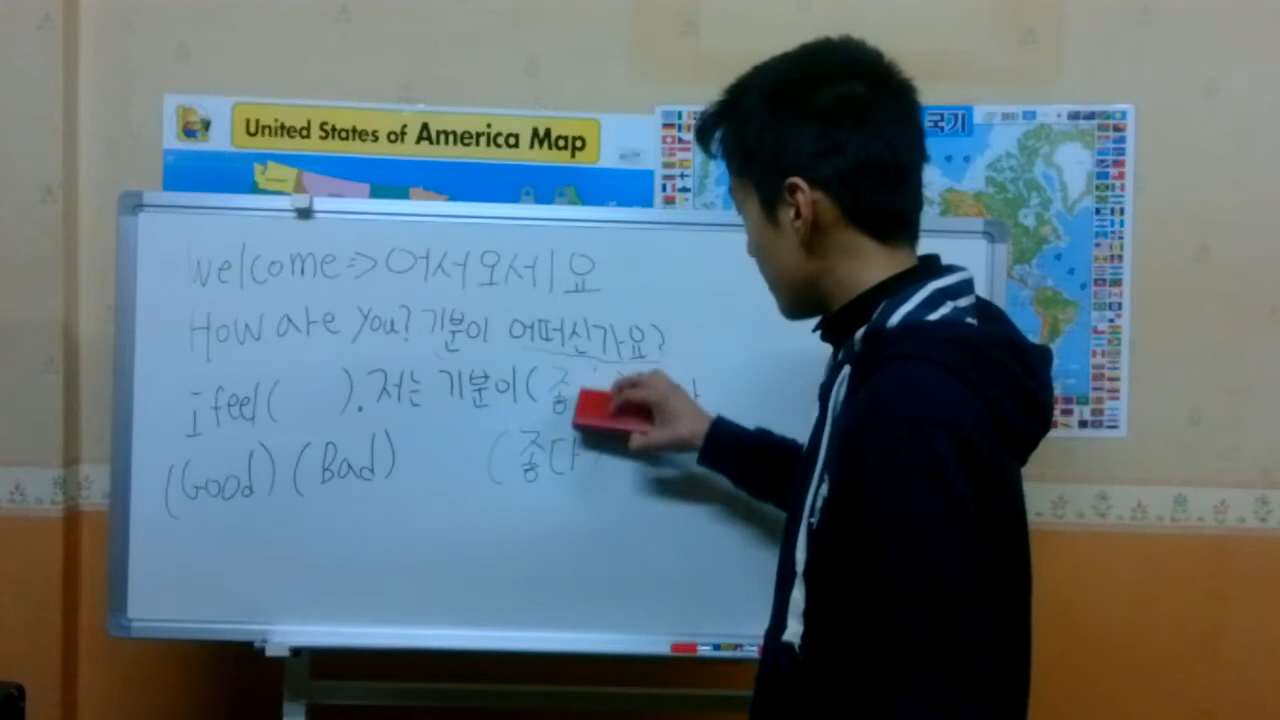 United States of America Map
국기
Welcome => 어서오세요
How are you? 기분이 어떠신가요?
I feel ( ). 저는 기분이 ( 좋
(Good) (Bad) ( 좋다